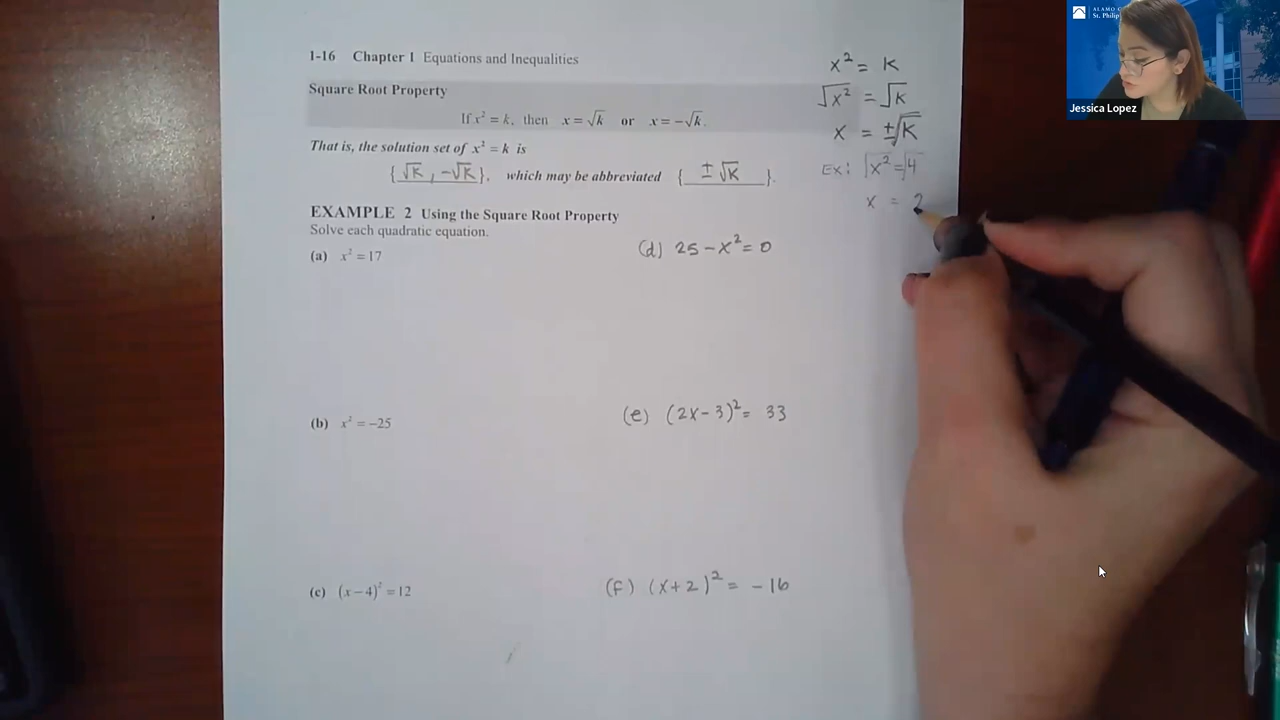 1-16 Chapter 1 Equations and Inequalities
Square Root Property
If x² = k, then x = √k or x = −√k.
That is, the solution set of x² = k is
{√k, −√k}, which may be abbreviated {± √k}.
EXAMPLE 2 Using the Square Root Property
Solve each quadratic equation.
(a) x² = 17
(b) x² = −25
(c) (x − 4)² = 12
(d) 25 − x² = 0
(e) (2x − 3)² = 33
(f) (x + 2)² = −16
x² = k
√x² = √k
x = ±√k
Ex: √x² = √4
x = 2
ALAMO
St. Philip
Jessica Lopez